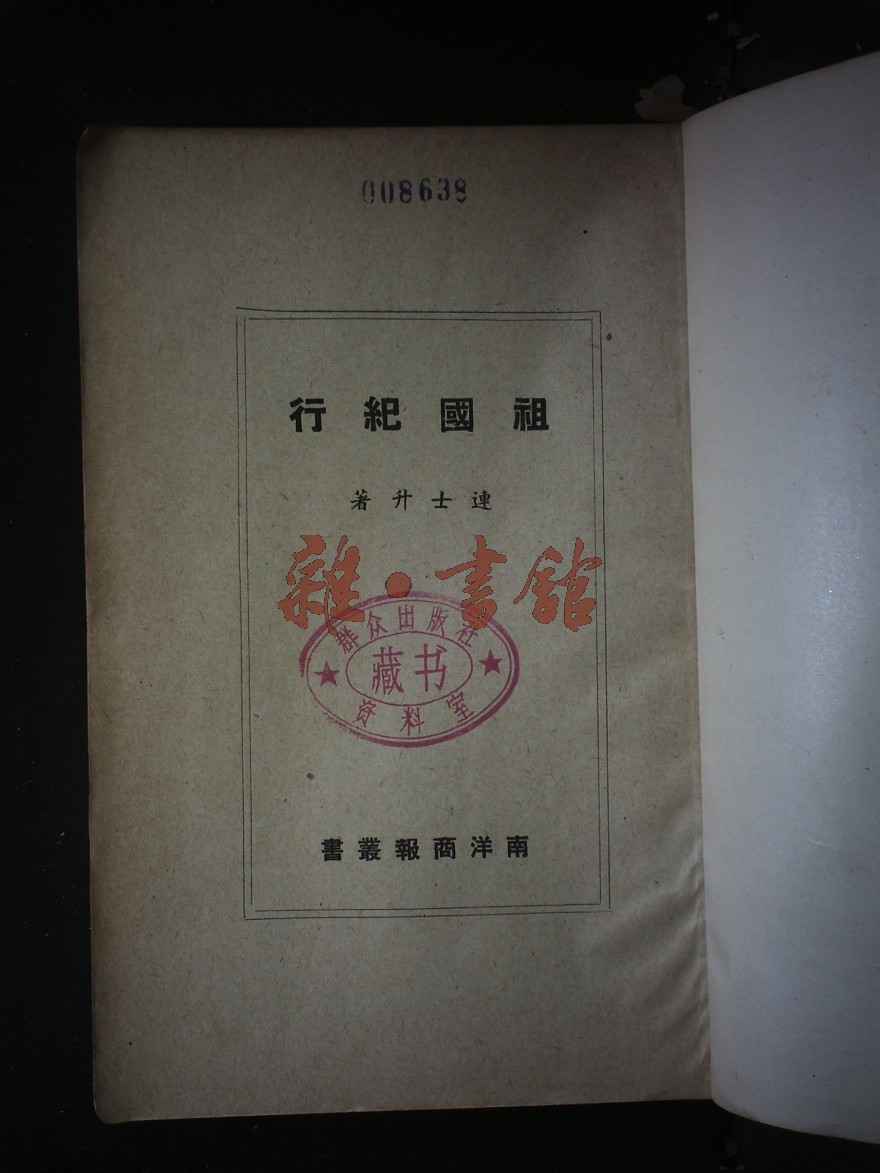 008638
祖國紀行
連士升著
雜·書館
群众出版社
藏书
资料室
南洋商報叢書